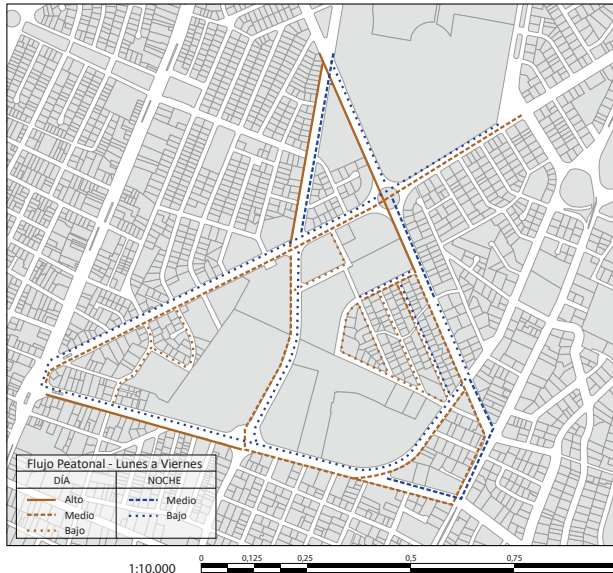 Flujo Peatonal - Lunes a Viernes
DÍA NOCHE
Alto Medio
Medio Bajo
Bajo
1:10.000 0 0,125 0,25 0,5 0,75